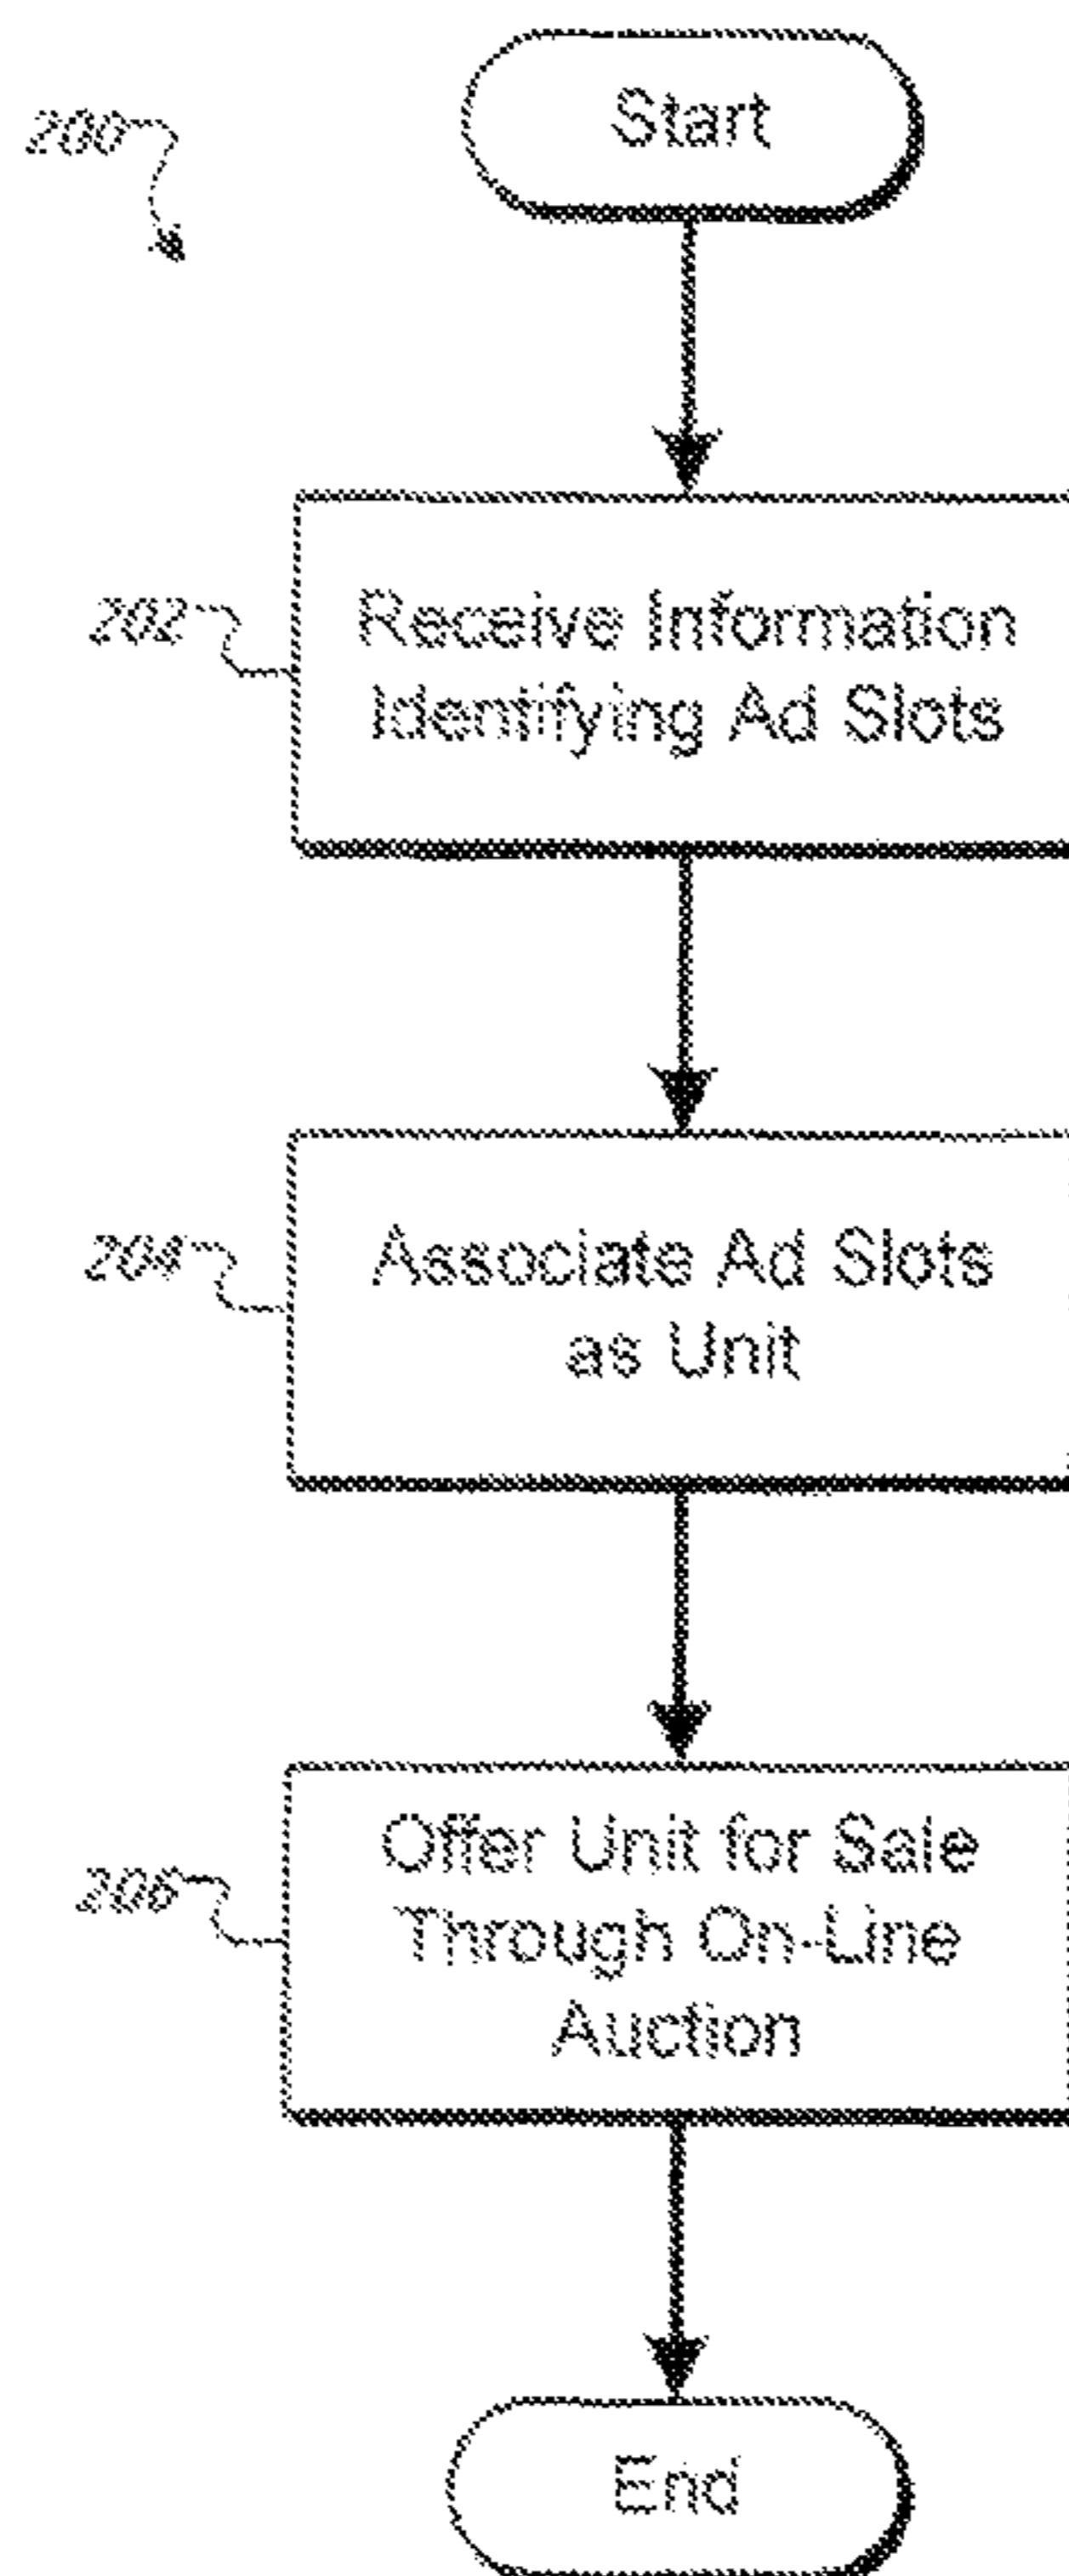 200
Start
202
Receive Information
Identifying Ad Slots
204
Associate Ad Slots
as Unit
206
Offer Unit for Sale
Through On-Line
Auction
End